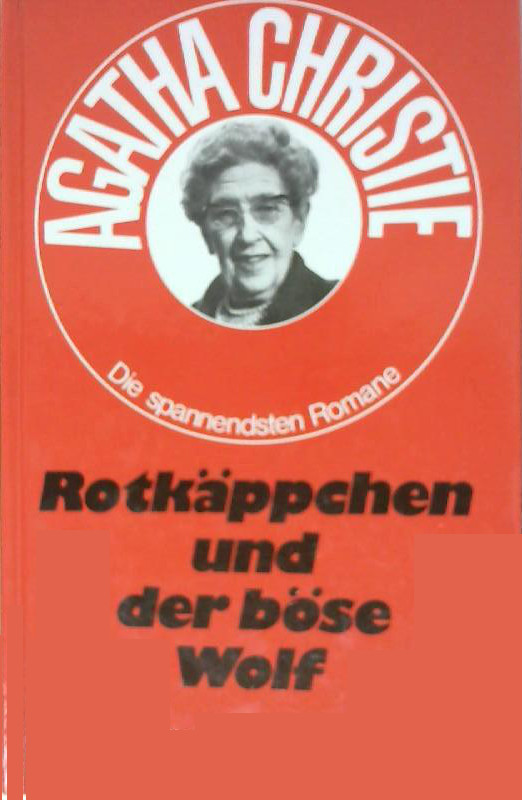 AGATHA CHRISTIE
Die spannendsten Romane
Rotkäppchen
und
der böse
Wolf